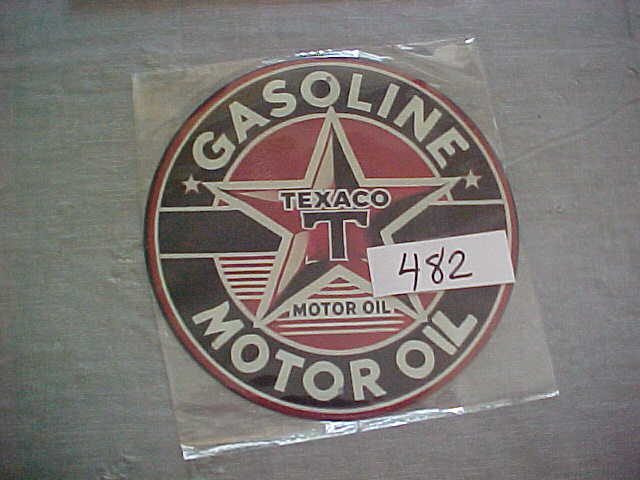 GASOLINE
TEXACO
T
482
MOTOR OIL
MOTOR OIL